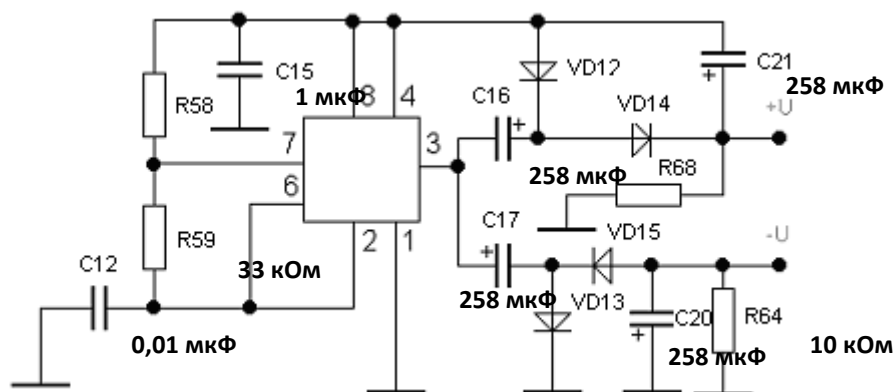 C21
C15
VD12
258 мкФ
1 мкФ
8
4
C16
R58
VD14
+U
7
3
258 мкФ
R68
6
C17
R59
2
1
VD15
-U
C12
33 кОм
258 мкФ
VD13
C20
R64
0,01 мкФ
258 мкФ
10 кОм